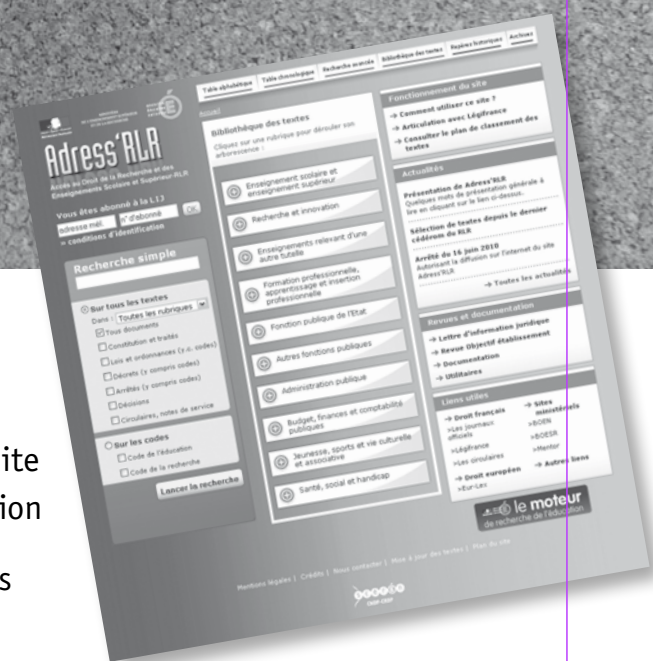 Table alphabétique
Table chronologique
Recherche avancée
Bibliothèque des textes
Repères historiques
Archives
Accueil
Adress'RLR
Accès au Droit de la Recherche et des
Enseignements Scolaire et Supérieur-RLR
Vous êtes abonné à la LIJ
adresse mél.
n° d'abonné
OK
= conditions d'identification
Recherche simple
Sur tous les textes
Dans : Toutes les rubriques
Tous documents
Constitution et traités
Lois et ordonnances (y.c. codes)
Décrets (y compris codes)
Arrêtés (y compris codes)
Décisions
Circulaires, notes de service
Sur les codes
Code de l'éducation
Code de la recherche
Lancer la recherche
Bibliothèque des textes
Cliquez sur une rubrique pour dérouler son
arborescence :
Enseignement scolaire et
enseignement supérieur
Recherche et innovation
Enseignements relevant d'une
autre tutelle
Formation professionnelle,
apprentissage et insertion
professionnelle
Fonction publique de l'Etat
Autres fonctions publiques
Administration publique
Budget, finances et comptabilité
publiques
Jeunesse, sports et vie culturelle
et associative
Santé, social et handicap
Fonctionnement du site
→ Comment utiliser ce site ?
→ Articulation avec Légifrance
→ Consulter le plan de classement des
textes
Actualités
Présentation de Adress'RLR
Quelques mots de présentation générale à
lire en cliquant sur le lien ci-dessus.
Sélection de textes depuis le dernier
cédérom du RLR
Arrêté du 16 juin 2010
Autorisant la diffusion sur l'internet du site
Adress'RLR
→ Toutes les actualités
Revues et documentation
→ Lettre d'information juridique
→ Revue Objectif établissement
→ Documentation
→ Utilitaires
Liens utiles
→ Droit français
>Les journaux
officiels
>Légifrance
>Les circulaires
→ Droit européen
>Eur-Lex
→ Sites
ministériels
>BOEN
>BOESR
>Mentor
→ Autres liens
le moteur
de recherche de l'éducation
Mentions légales | Crédits | Nous contacter | Mise à jour des textes | Plan du site
ite
ion
s